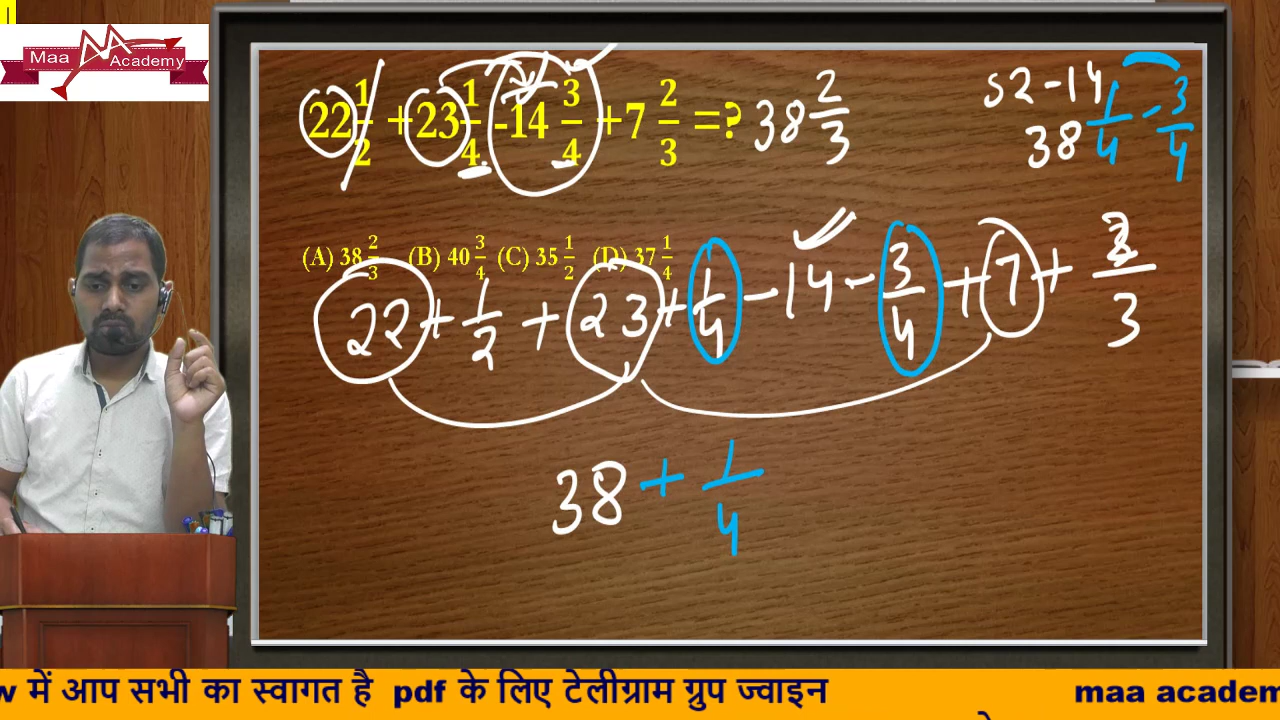 Maa Academy
22 1/2 + 23 1/4 -14 3/4 + 7 2/3 =? 38 2/3
52-14
38 1/4 - 3/4
(A) 38 2/3 (B) 40 3/4 (C) 35 1/2 (D) 37 1/4
22 + 1/2 + 23 + 1/4 - 14 - 3/4 + 7 + 2/3
38 + 1/4
w में आप सभी का स्वागत है pdf के लिए टेलीग्राम ग्रुप ज्वाइन maa academ